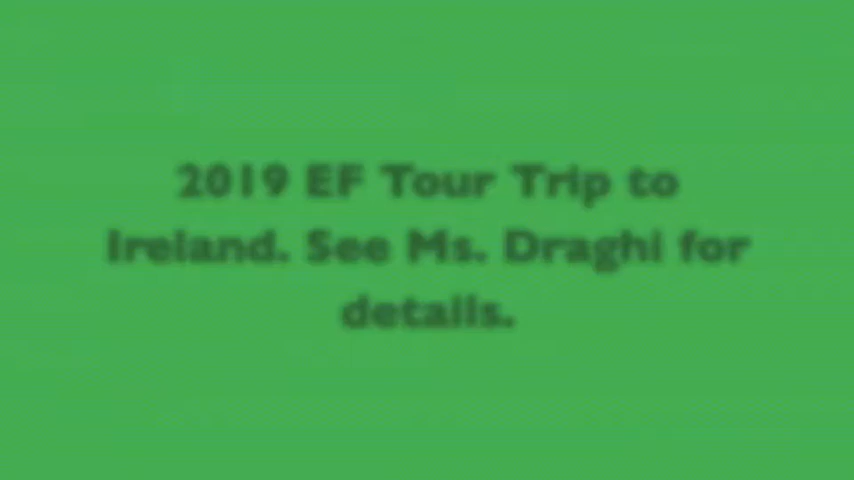 2019 EF Tour Trip to
Ireland. See Ms. Draghi for
details.